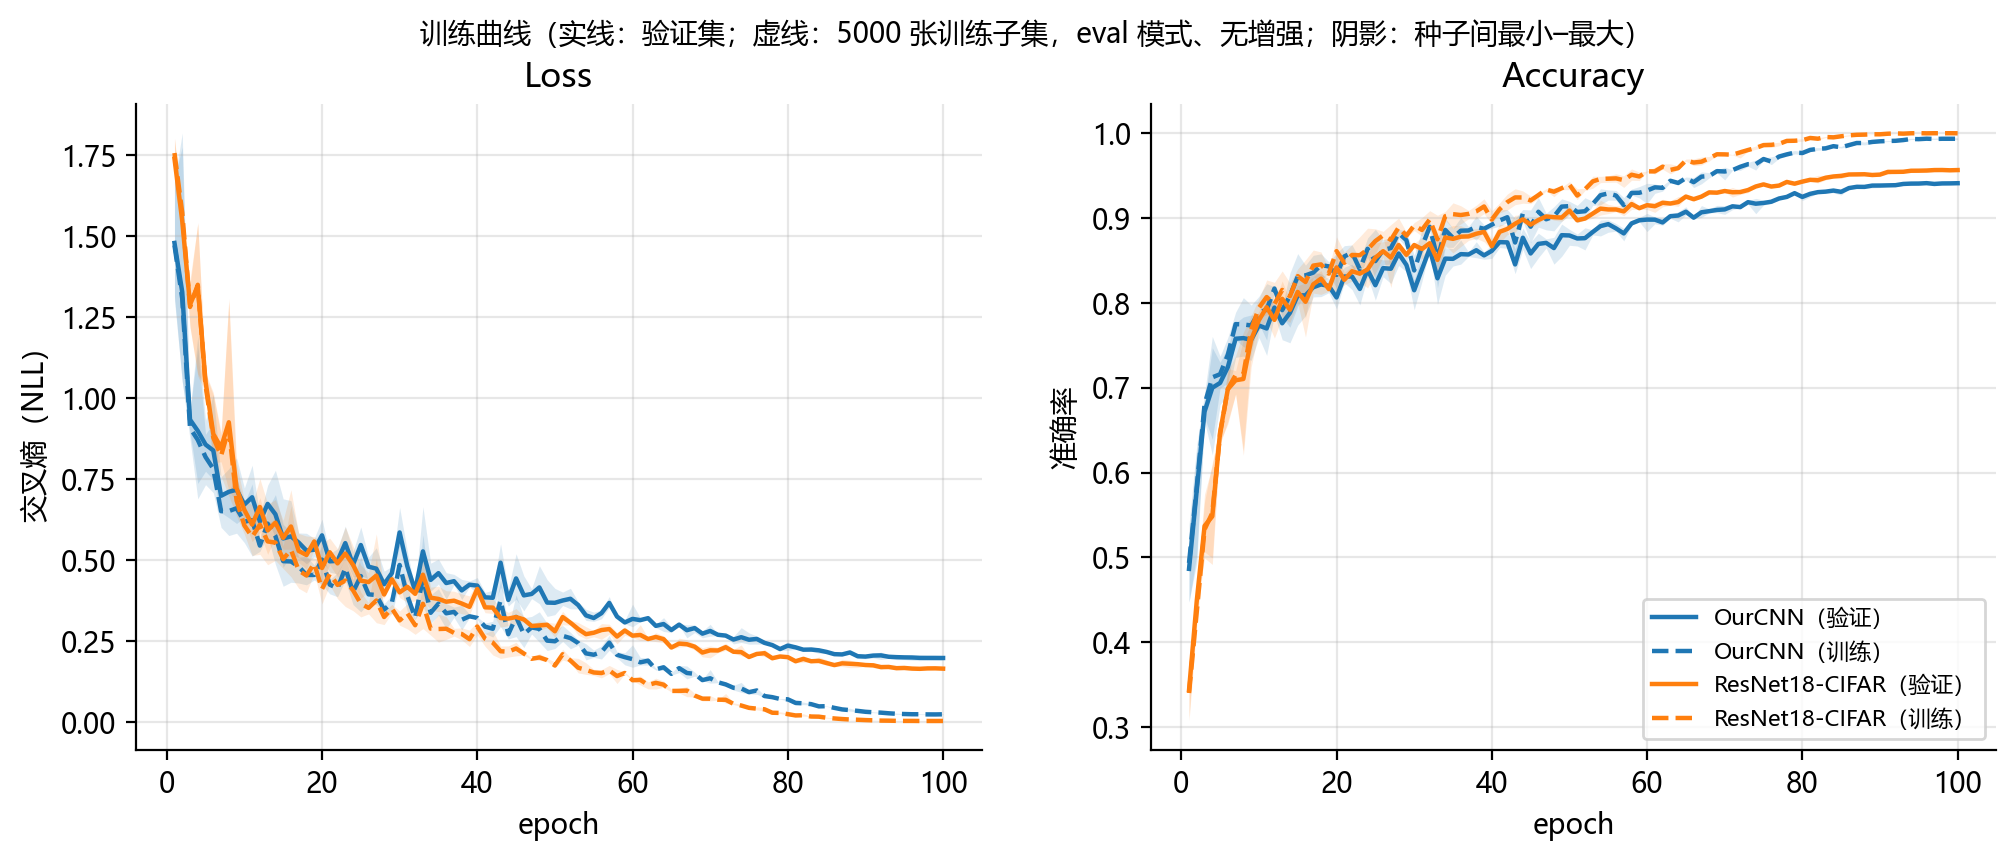 训练曲线（实线：验证集；虚线：5000 张训练子集，eval 模式、无增强；阴影：种子间最小–最大）
Loss
交叉熵（NLL）
1.75
1.50
1.25
1.00
0.75
0.50
0.25
0.00
0 20 40 60 80 100
epoch
Accuracy
准确率
1.0
0.9
0.8
0.7
0.6
0.5
0.4
0.3
OurCNN（验证）
OurCNN（训练）
ResNet18-CIFAR（验证）
ResNet18-CIFAR（训练）
0 20 40 60 80 100
epoch